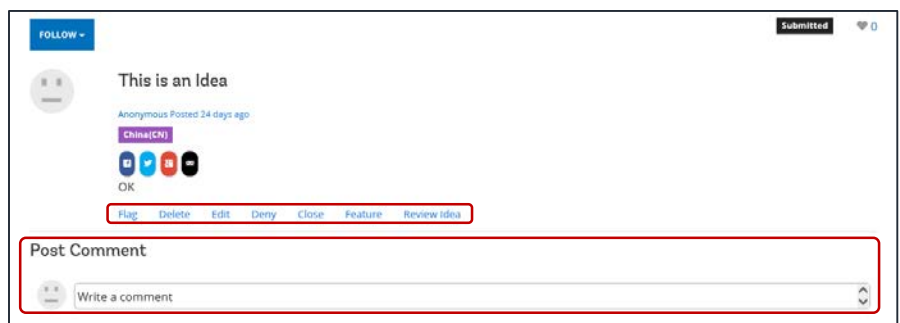 FOLLOW
Submitted
0
This is an Idea
Anonymous Posted 24 days ago
China(CN)
OK
Flag Delete Edit Deny Close Feature Review Idea
Post Comment
Write a comment